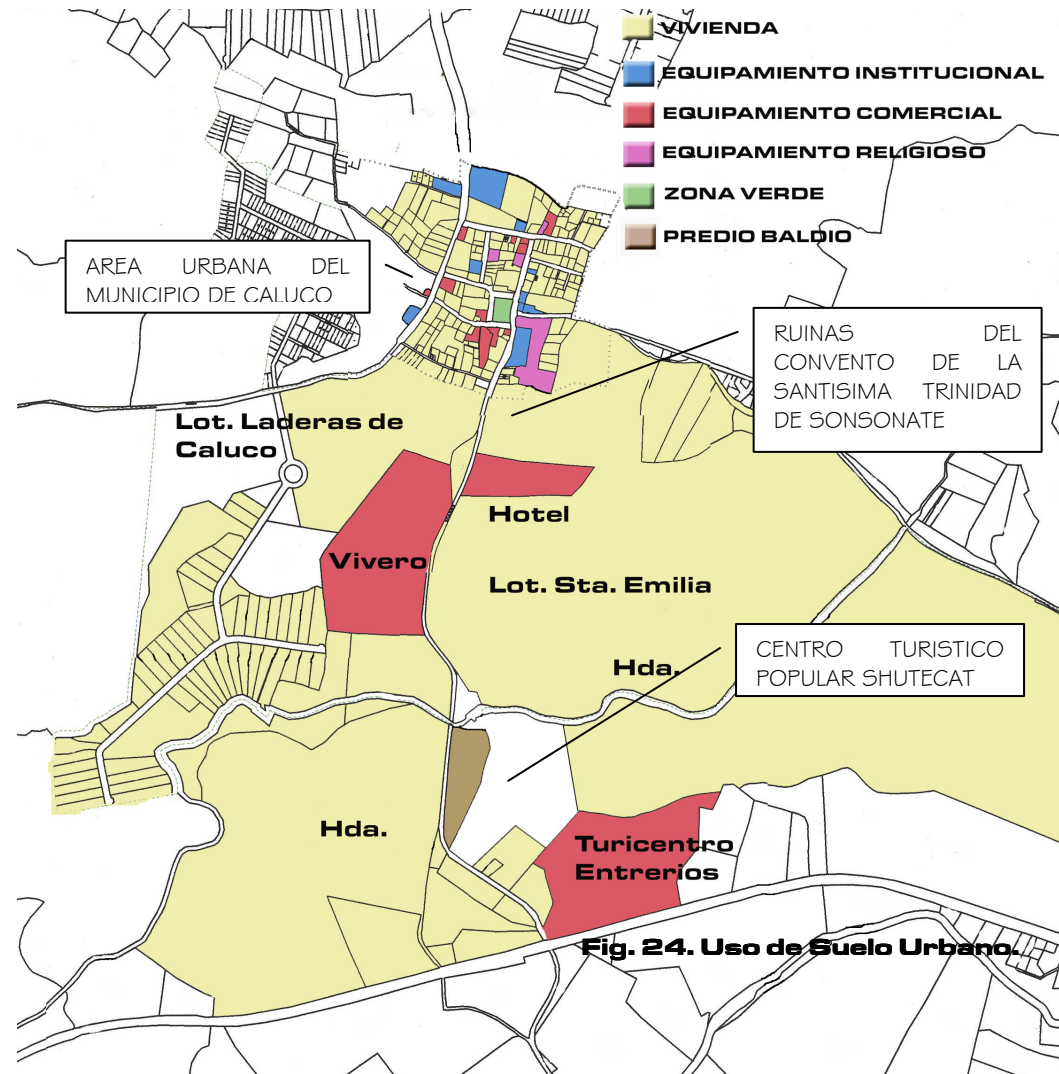 VIVIENDA
EQUIPAMIENTO INSTITUCIONAL
EQUIPAMIENTO COMERCIAL
EQUIPAMIENTO RELIGIOSO
ZONA VERDE
PREDIO BALDIO
AREA URBANA DEL
MUNICIPIO DE CALUCO
RUINAS DEL
CONVENTO DE LA
SANTISIMA TRINIDAD
DE SONSONATE
Lot. Laderas de
Caluco
Hotel
Vivero
Lot. Sta. Emilia
CENTRO TURISTICO
POPULAR SHUTECAT
Hda.
Hda.
Turicentro
Entrerios
Fig. 24. Uso de Suelo Urbano.